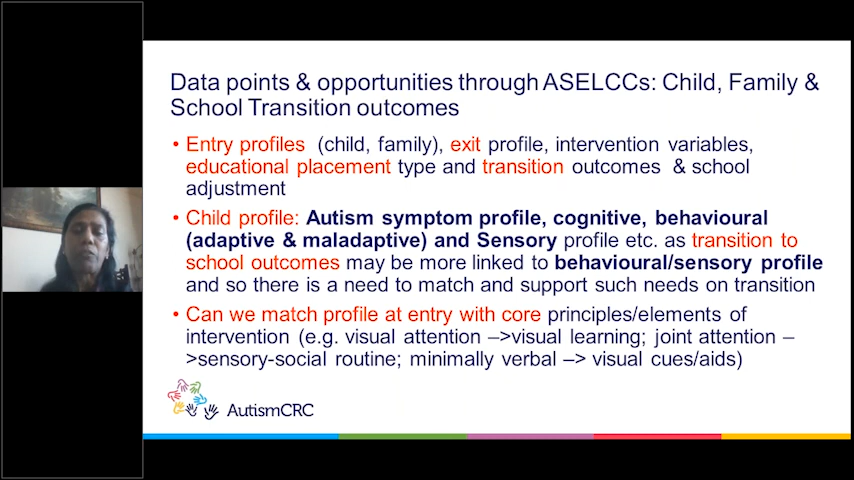 Data points & opportunities through ASELCCs: Child, Family &
School Transition outcomes
• Entry profiles (child, family), exit profile, intervention variables,
educational placement type and transition outcomes & school
adjustment
• Child profile: Autism symptom profile, cognitive, behavioural
(adaptive & maladaptive) and Sensory profile etc. as transition to
school outcomes may be more linked to behavioural/sensory profile
and so there is a need to match and support such needs on transition
• Can we match profile at entry with core principles/elements of
intervention (e.g. visual attention –>visual learning; joint attention –
>sensory-social routine; minimally verbal –> visual cues/aids)
AutismCRC